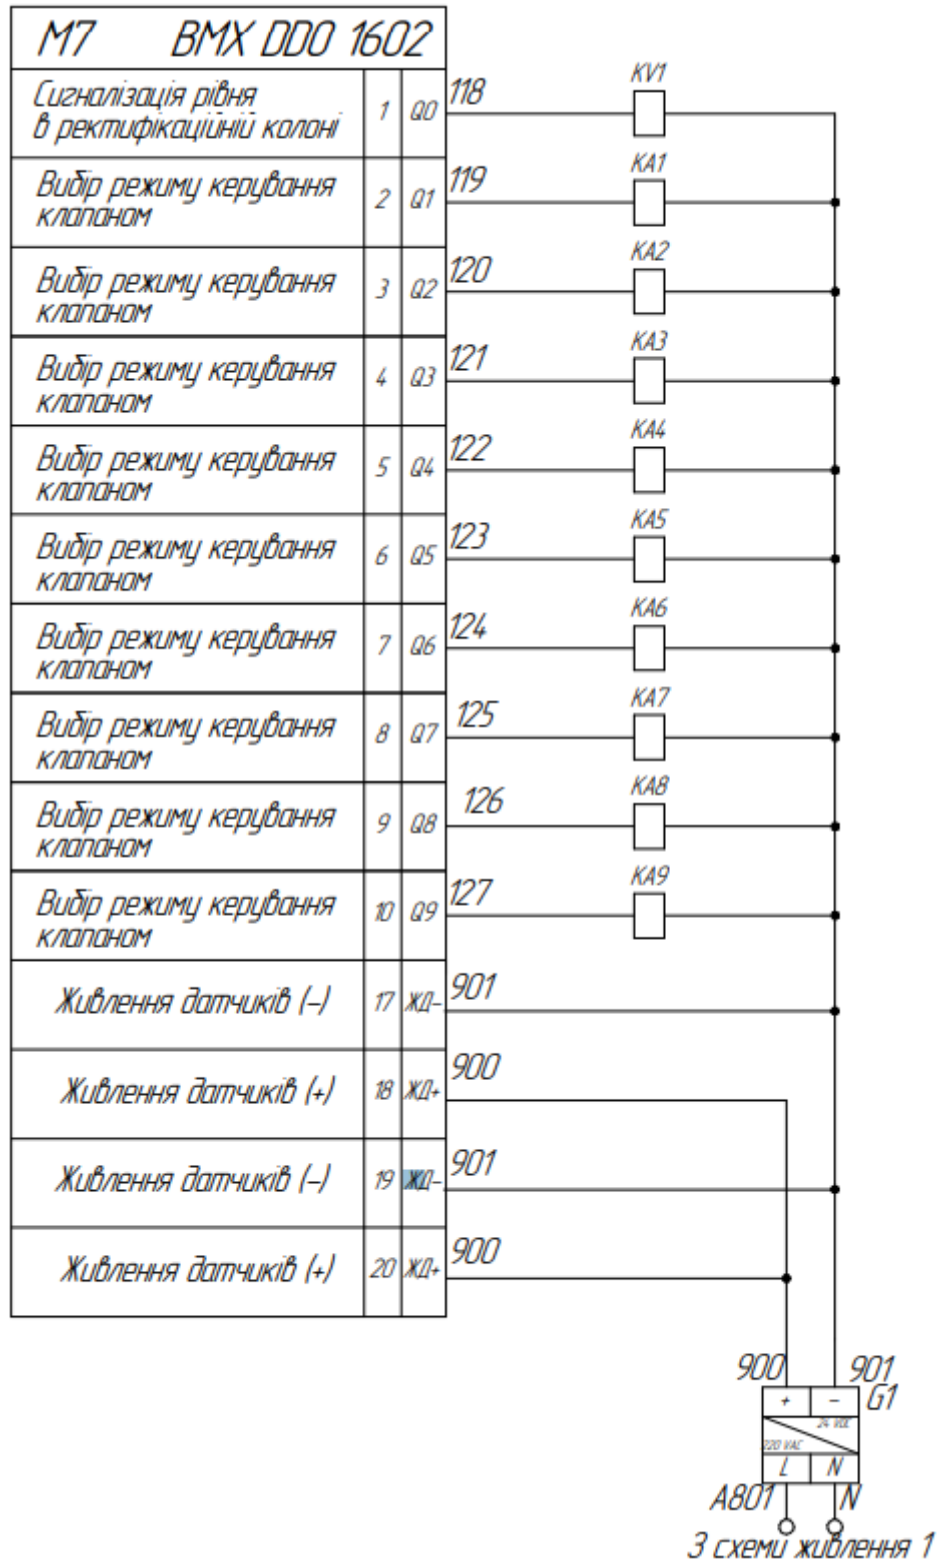 М7 BMX DDO 1602
Сигналізація рівня
в ректифікаційній колоні
1 Q0 118 KV1
Вибір режиму керування
клапаном
2 Q1 119 KA1
Вибір режиму керування
клапаном
3 Q2 120 KA2
Вибір режиму керування
клапаном
4 Q3 121 KA3
Вибір режиму керування
клапаном
5 Q4 122 KA4
Вибір режиму керування
клапаном
6 Q5 123 KA5
Вибір режиму керування
клапаном
7 Q6 124 KA6
Вибір режиму керування
клапаном
8 Q7 125 KA7
Вибір режиму керування
клапаном
9 Q8 126 KA8
Вибір режиму керування
клапаном
10 Q9 127 KA9
Живлення датчиків (-) 17 ЖД- 901
Живлення датчиків (+) 18 ЖД+ 900
Живлення датчиків (-) 19 ЖД- 901
Живлення датчиків (+) 20 ЖД+ 900
900 901
+ - G1
24 VDC
220 VAC
L N
A801 N
З схеми живлення 1